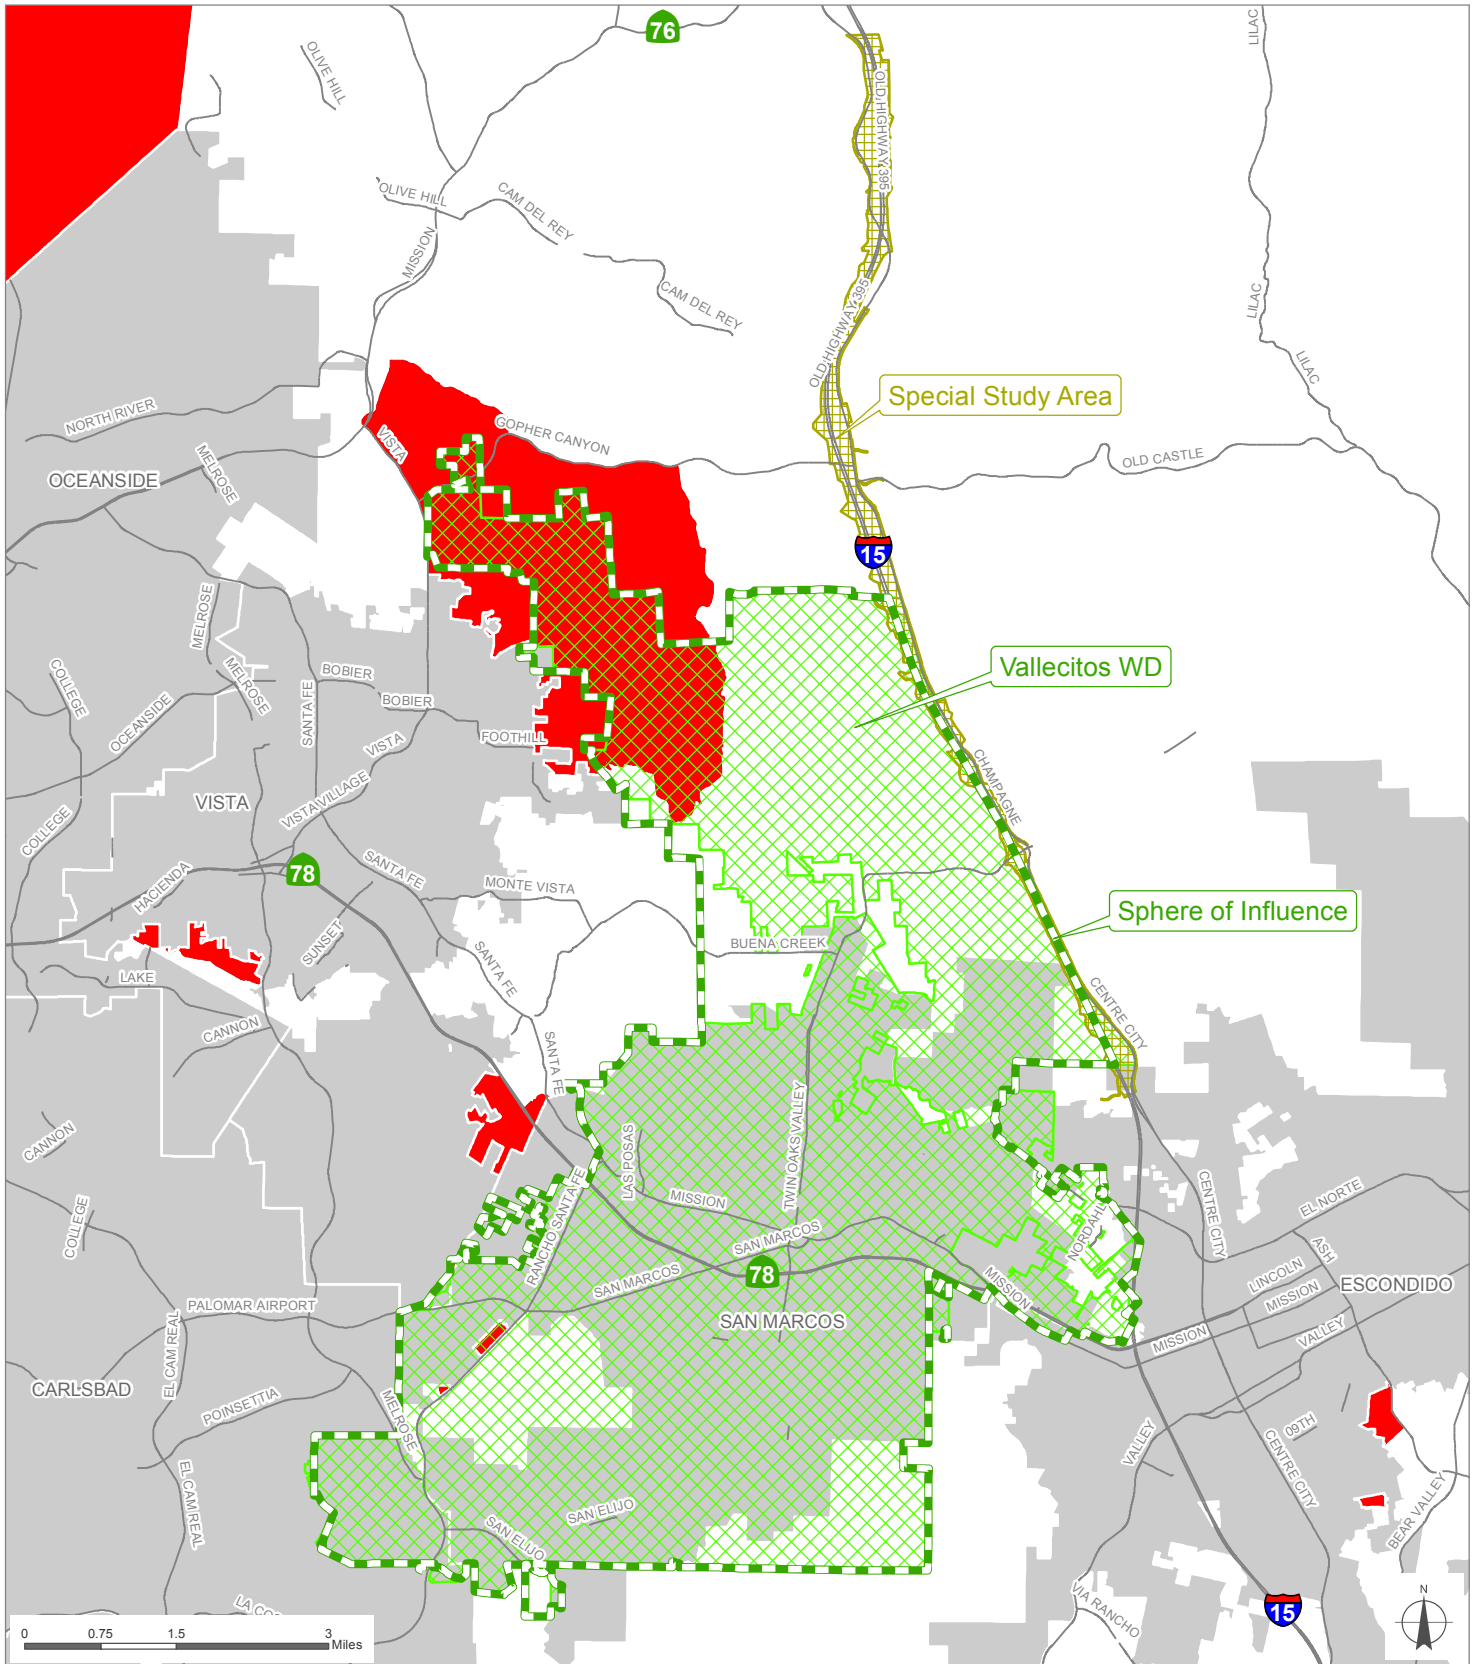 76
LILAC
OLIVE HILL
OLD HIGHWAY 395
OLIVE HILL
CAM DEL REY
MISSION
CAM DEL REY
LILAC
OLD HIGHWAY 395
LILAC
Special Study Area
NORTH RIVER
VISTA
GOPHER CANYON
OLD CASTLE
OCEANSIDE
MELROSE
15
MELROSE
Vallecitos WD
COLLEGE
MELROSE
BOBIER
SANTA FE
BOBIER
OCEANSIDE
FOOTHILL
VISTA
CHAMPAGNE
VISTA
VISTA VILLAGE
COLLEGE
78
SANTA FE
HACIENDA
MONTE VISTA
Sphere of Influence
SUNSET
BUENA CREEK
LAKE
SANTA FE
CENTRE CITY
CANNON
SANTA FE
CANNON
LAS POSAS
TWIN OAKS VALLEY
COLLEGE
RANCHO SANTA FE
MISSION
NORDAHL
CENTRE CITY
EL NORTE
SAN MARCOS
ASH
SAN MARCOS
78
MISSION
LINCOLN
ESCONDIDO
MISSION
PALOMAR AIRPORT
SAN MARCOS
MISSION
VALLEY
EL CAM REAL
CARLSBAD
POINSETTIA
MELROSE
09TH
VALLEY
CENTRE CITY
EL CAM REAL
SAN ELIJO
SAN ELIJO
BEAR VALLEY
VIA RANCHO
15
N
0 0.75 1.5 3
Miles